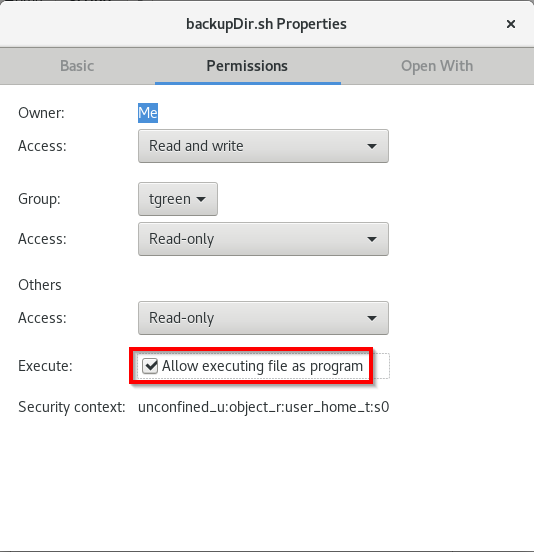 backupDir.sh Properties
Basic Permissions Open With
Owner: Me
Access: Read and write
Group: tgreen
Access: Read-only
Others
Access: Read-only
Execute: Allow executing file as program
Security context: unconfined_u:object_r:user_home_t:s0